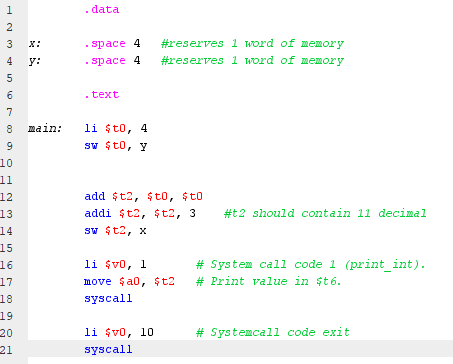 1 .data
2
3 x: .space 4 #reserves 1 word of memory
4 y: .space 4 #reserves 1 word of memory
5
6 .text
7
8 main: li $t0, 4
9 sw $t0, y
10
11
12 add $t2, $t0, $t0
13 addi $t2, $t2, 3 #t2 should contain 11 decimal
14 sw $t2, x
15
16 li $v0, 1 # System call code 1 (print_int).
17 move $a0, $t2 # Print value in $t6.
18 syscall
19
20 li $v0, 10 # Systemcall code exit
21 syscall